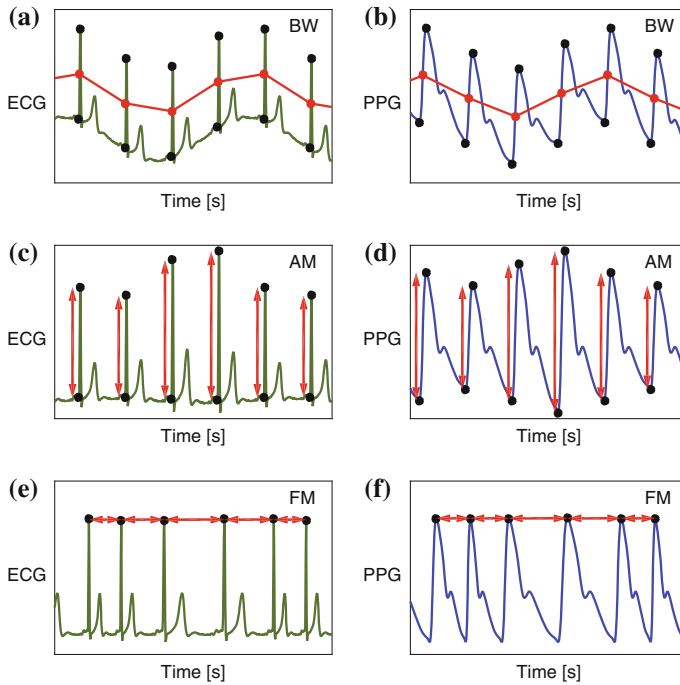 (a) BW
ECG
Time [s]
(b) BW
PPG
Time [s]
(c) AM
ECG
Time [s]
(d) AM
PPG
Time [s]
(e) FM
ECG
Time [s]
(f) FM
PPG
Time [s]